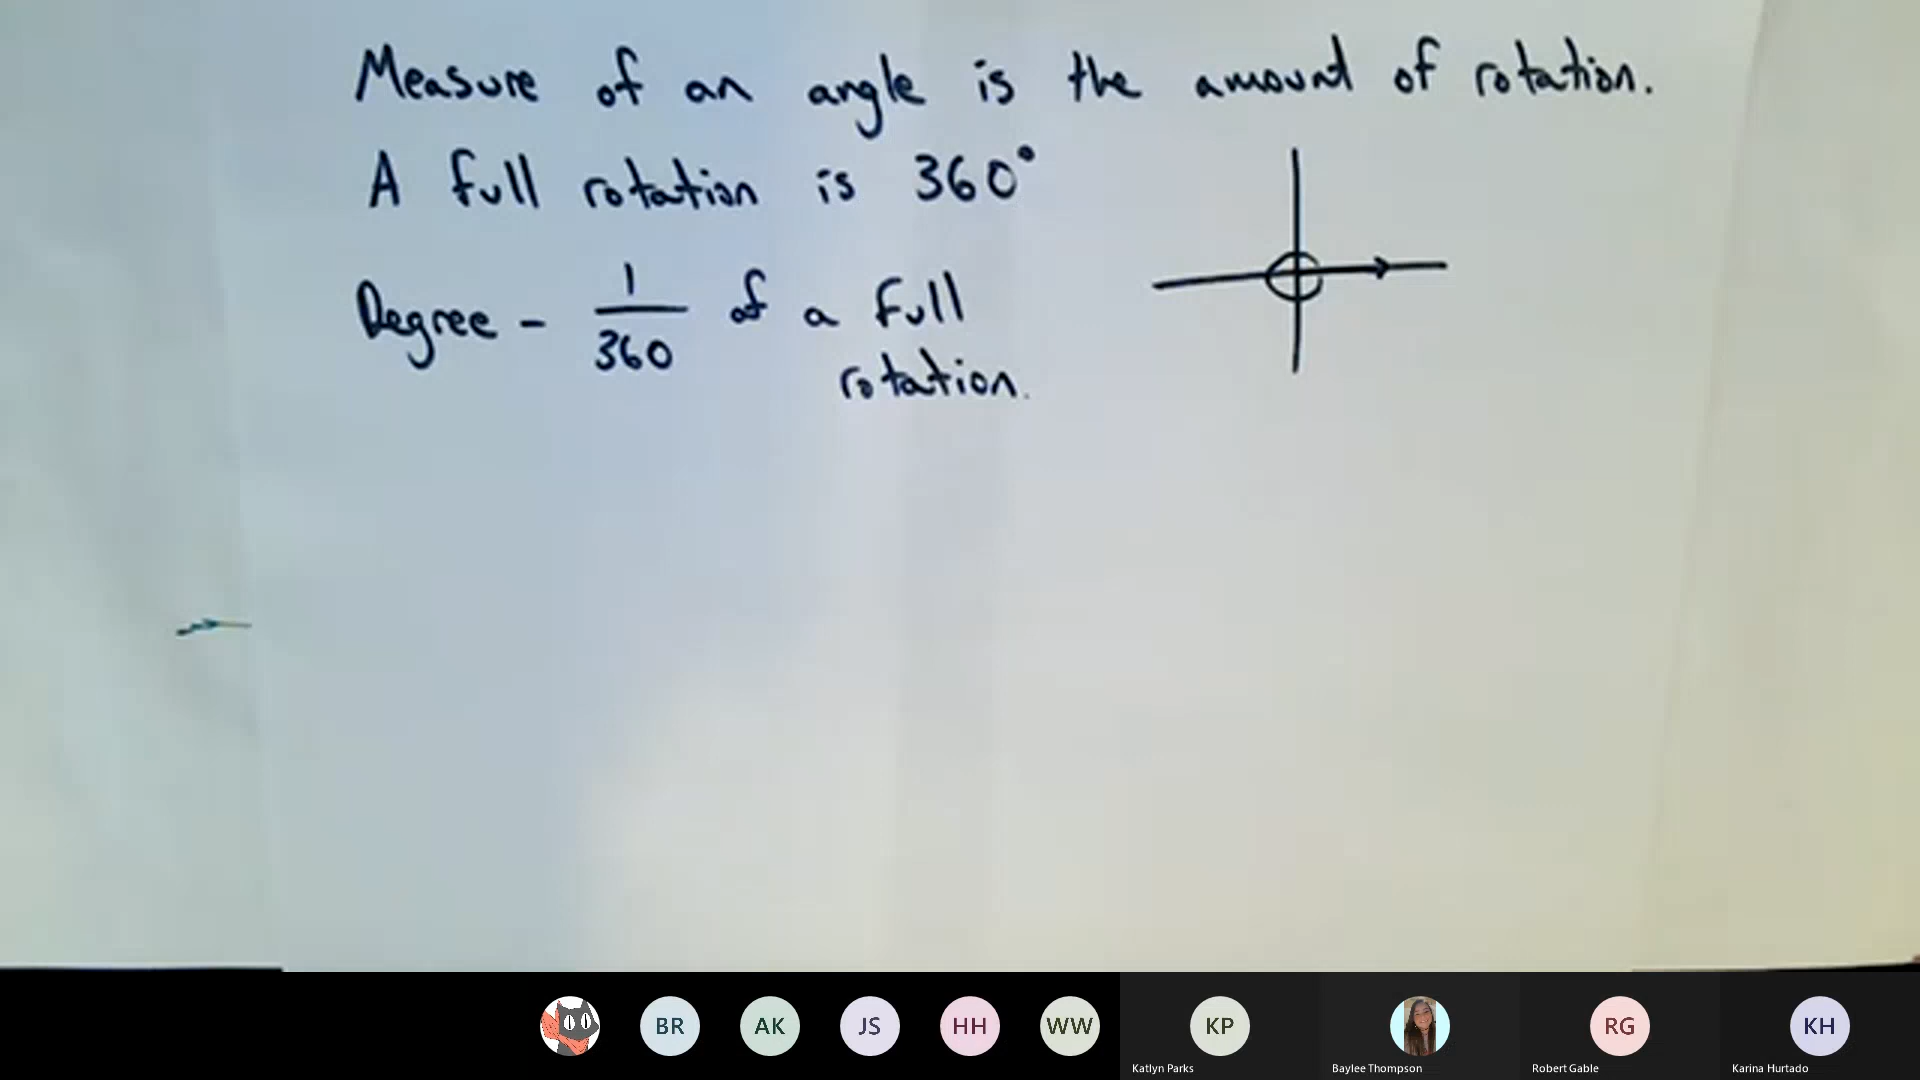 Measure of an angle is the amount of rotation.
A full rotation is 360°
Degree - 1/360 of a full
rotation.
BR AK JS HH WW KP RG KH
Katlyn Parks Baylee Thompson Robert Gable Karina Hurtado